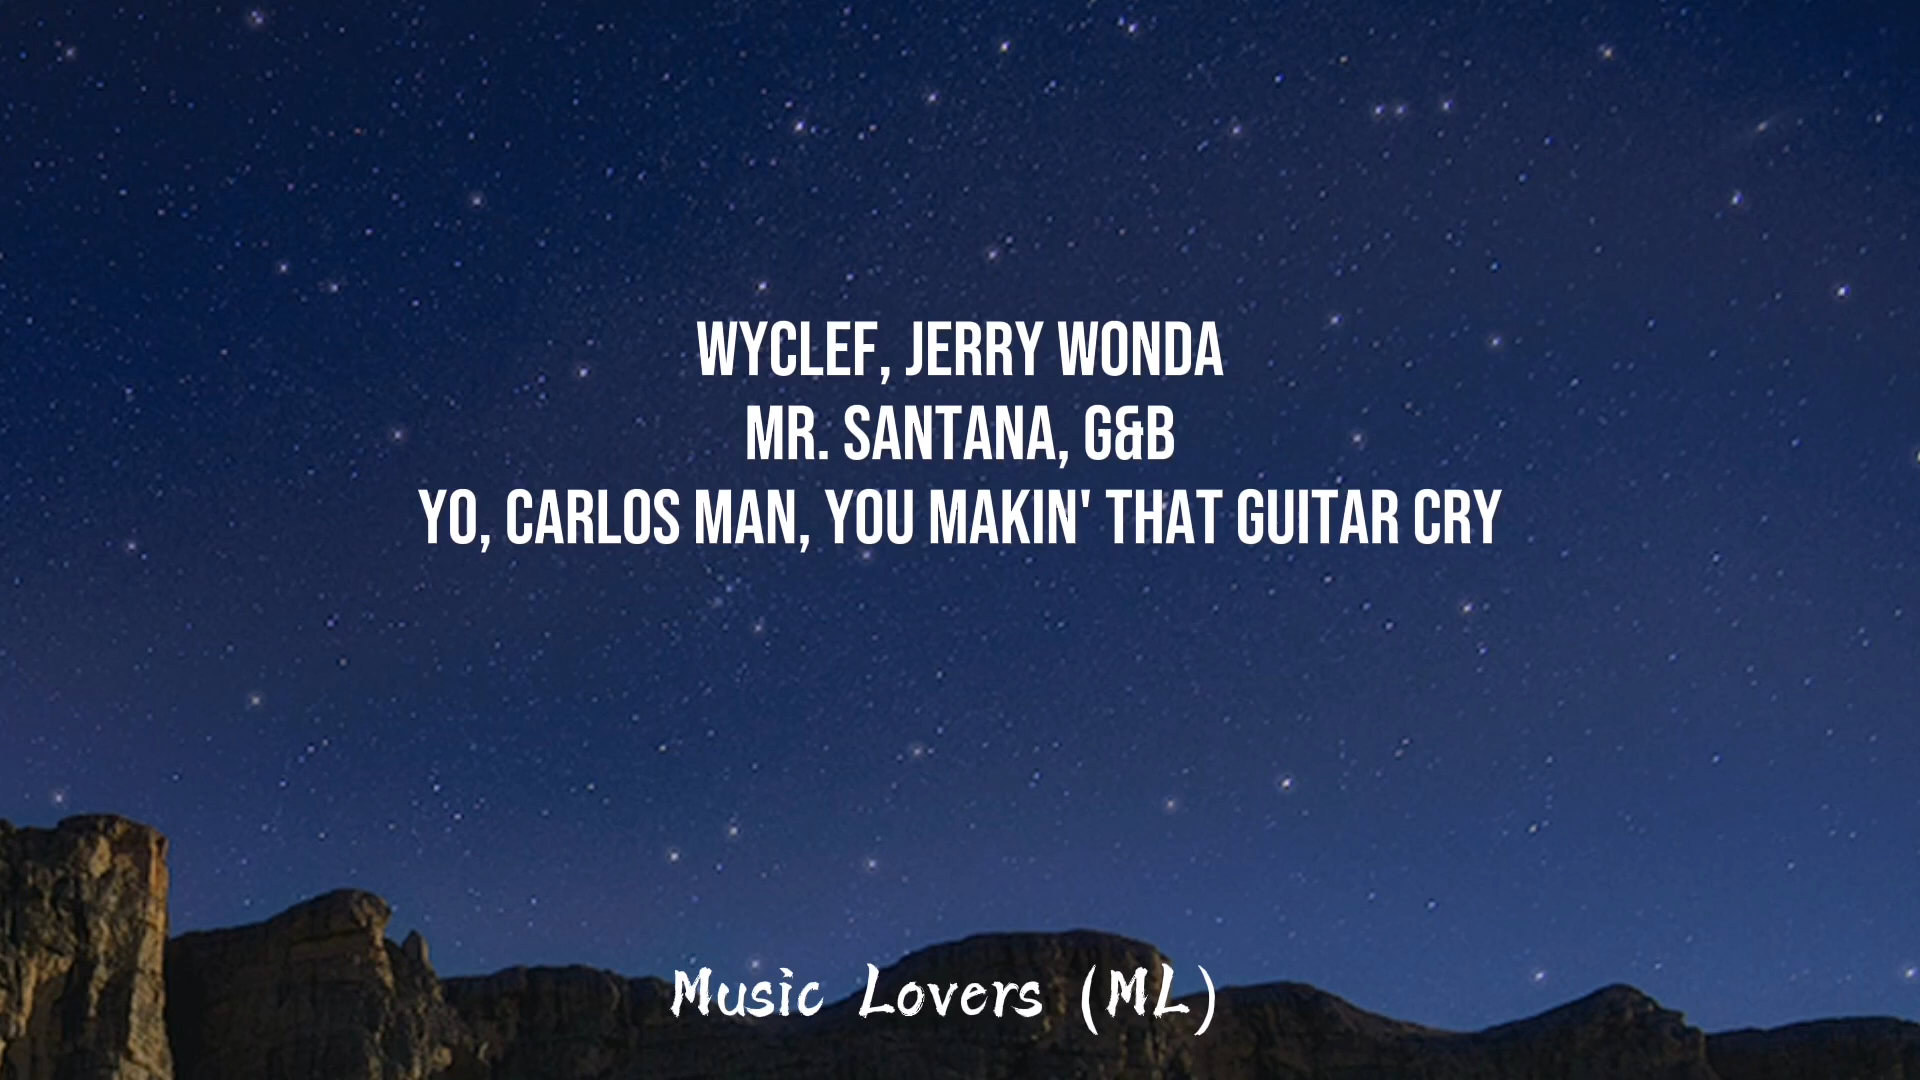 WYCLEF, JERRY WONDA
MR. SANTANA, G&B
YO, CARLOS MAN, YOU MAKIN' THAT GUITAR CRY
Music Lovers (ML)